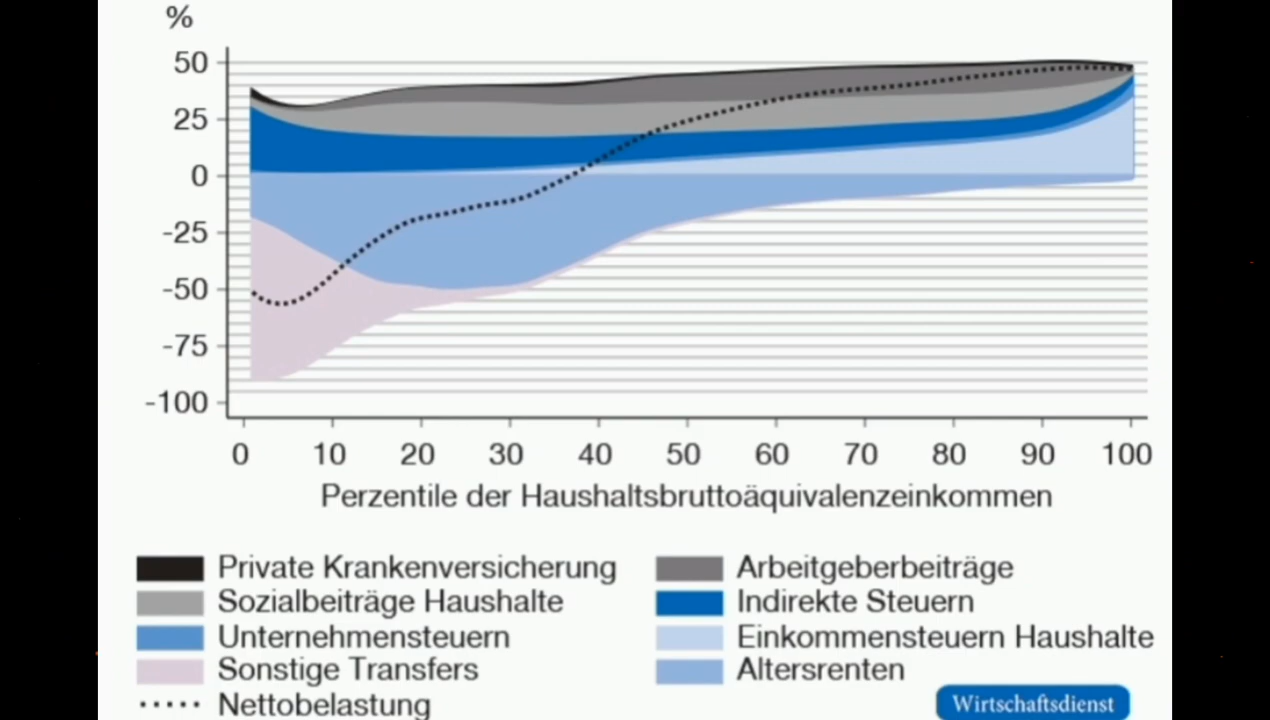 %
50
25
0
-25
-50
-75
-100
0 10 20 30 40 50 60 70 80 90 100
Perzentile der Haushaltsbruttoäquivalenzeinkommen
Private Krankenversicherung Arbeitgeberbeiträge
Sozialbeiträge Haushalte Indirekte Steuern
Unternehmensteuern Einkommensteuern Haushalte
Sonstige Transfers Altersrenten
Nettobelastung
Wirtschaftsdienst